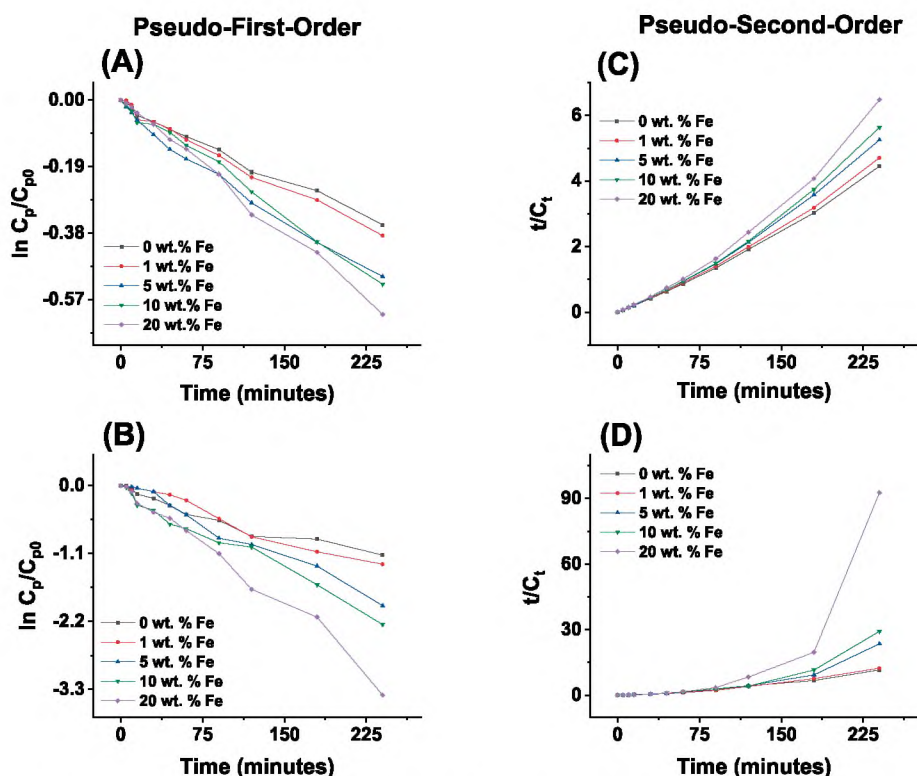 Pseudo-First-Order
(A)
0.00
-0.19
-0.38
-0.57
ln C_p/C_p0
0 wt.% Fe
1 wt.% Fe
5 wt.% Fe
10 wt.% Fe
20 wt.% Fe
0 75 150 225
Time (minutes)
(B)
0.0
-1.1
-2.2
-3.3
ln C_p/C_p0
0 wt. % Fe
1 wt. % Fe
5 wt. % Fe
10 wt. % Fe
20 wt. % Fe
0 75 150 225
Time (minutes)
Pseudo-Second-Order
(C)
6
4
2
0
t/C_t
0 wt. % Fe
1 wt. % Fe
5 wt. % Fe
10 wt. % Fe
20 wt. % Fe
0 75 150 225
Time (minutes)
(D)
90
60
30
0
t/C_t
0 wt. % Fe
1 wt. % Fe
5 wt. % Fe
10 wt. % Fe
20 wt. % Fe
0 75 150 225
Time (minutes)